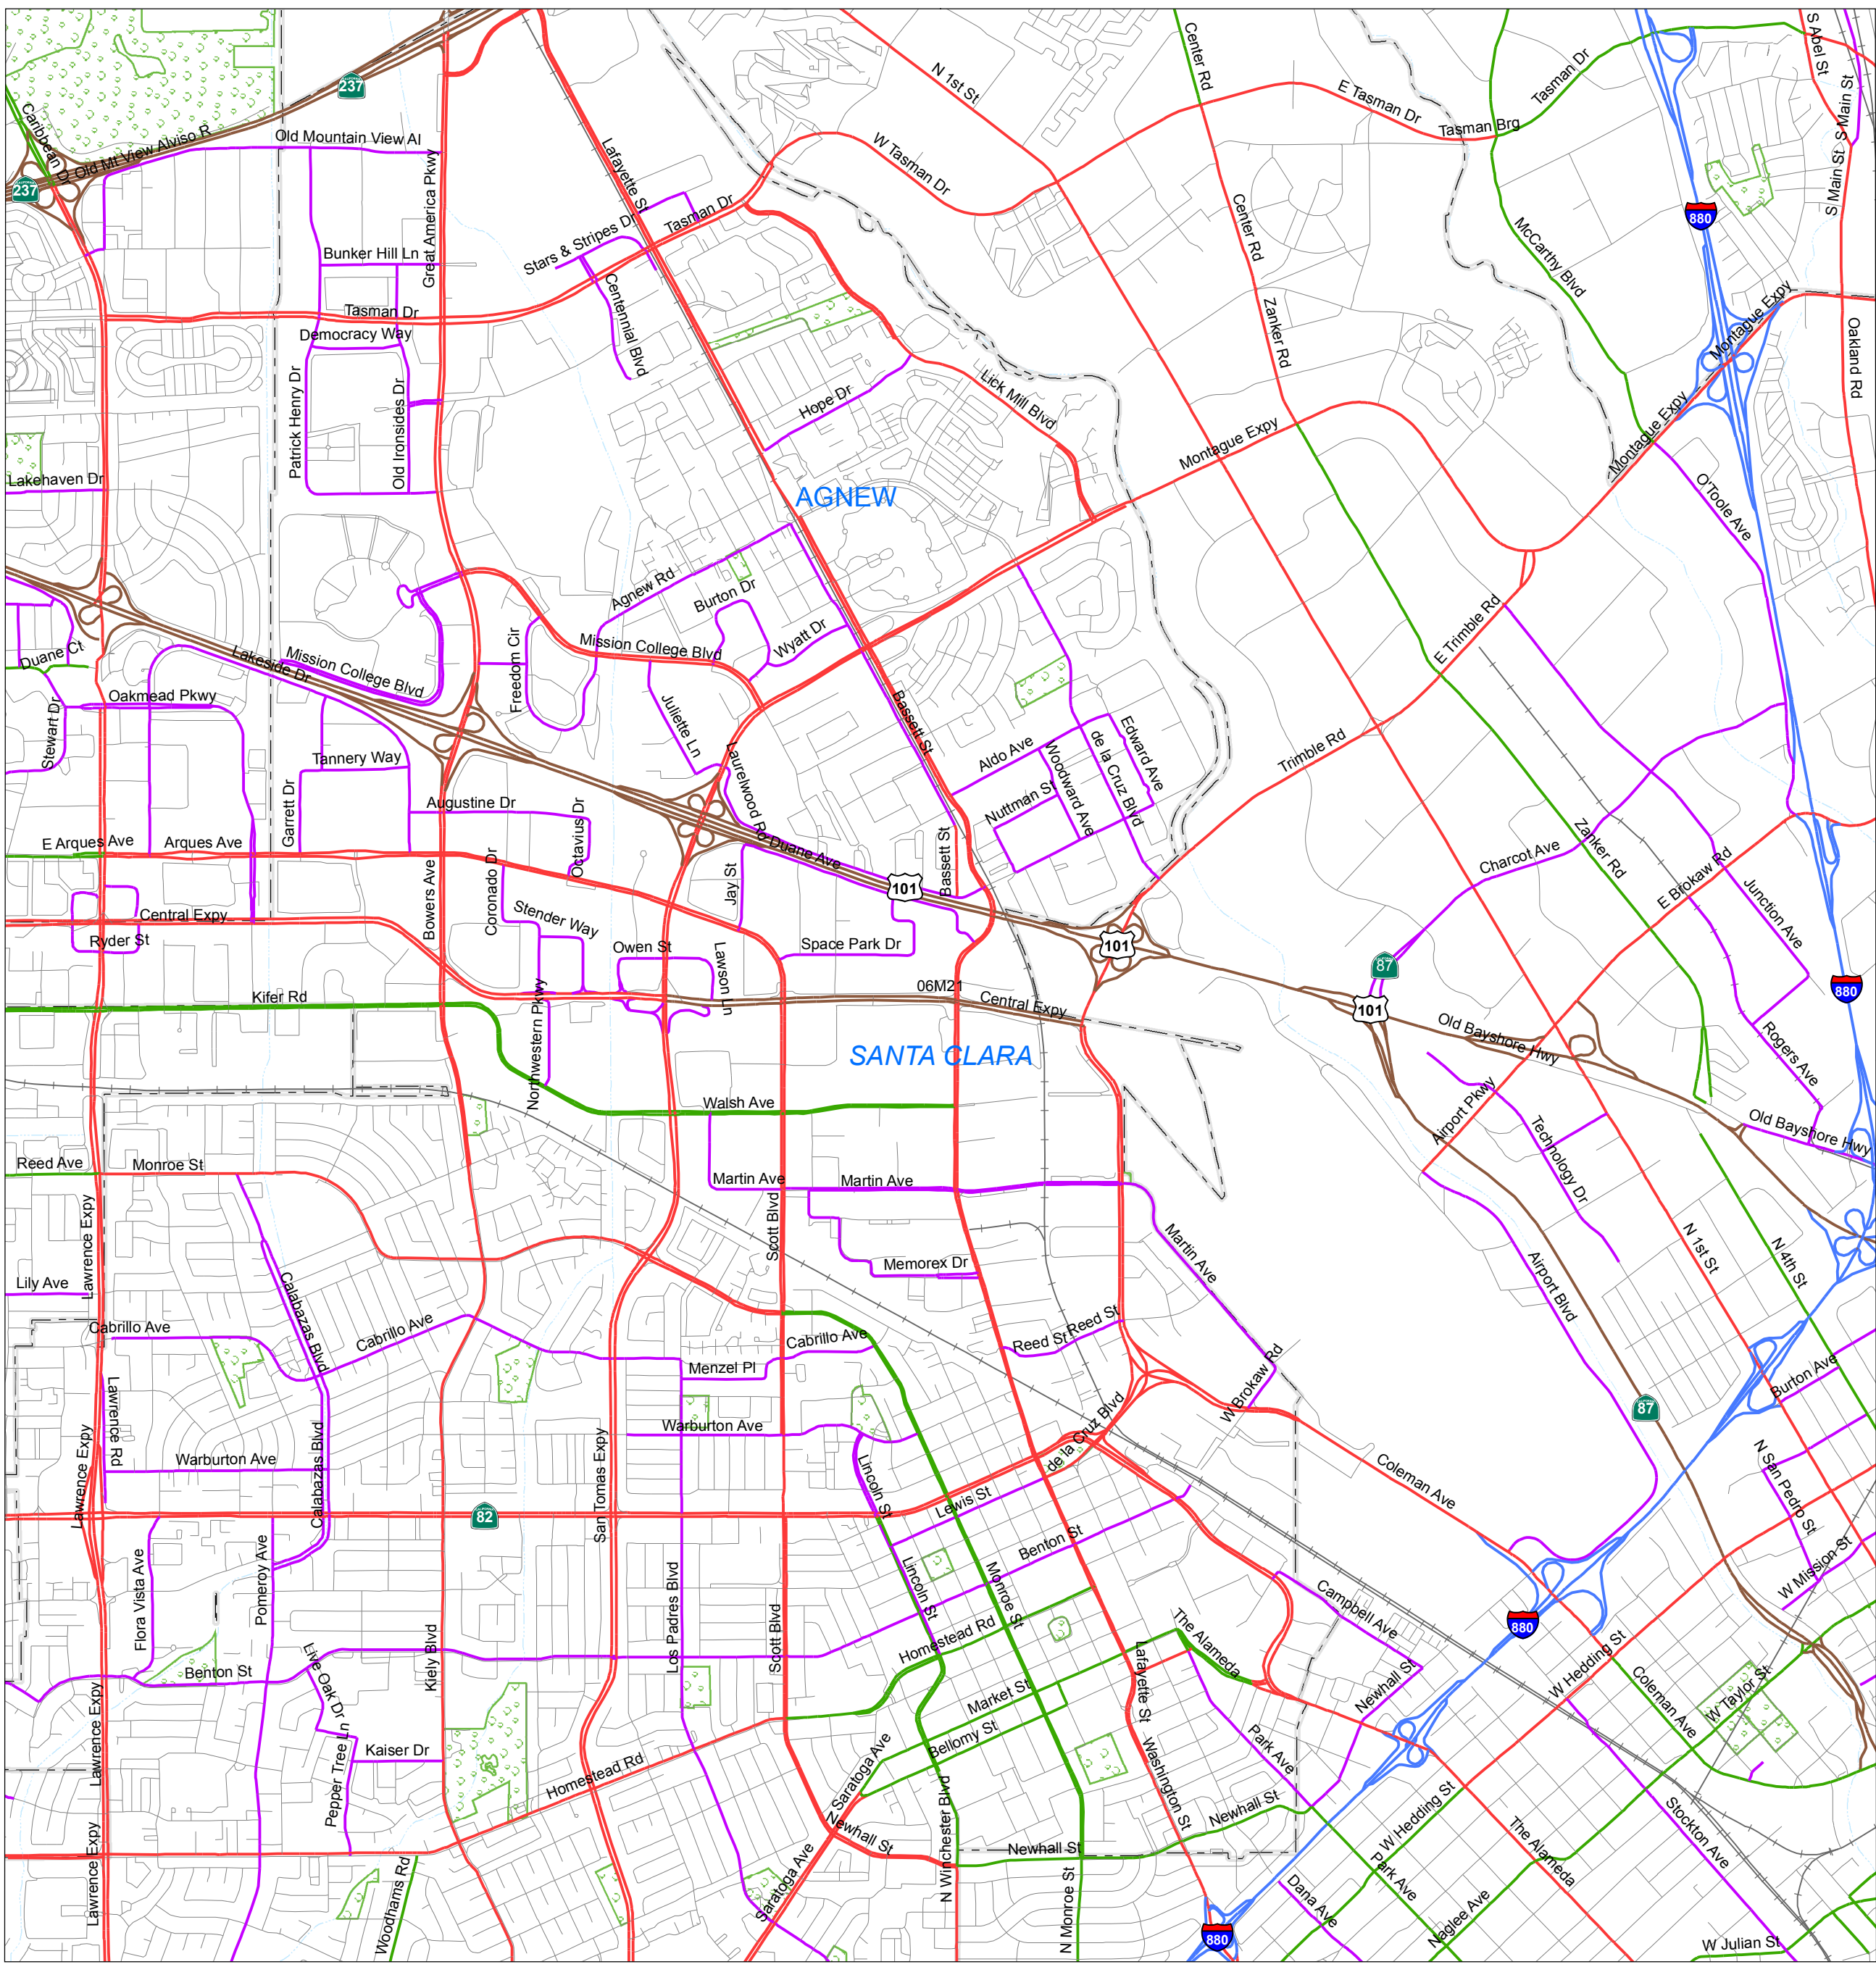 Center Rd
S Abel St
N 1st St
237
E Tasman Dr
Tasman Dr
S Main St
Caribbean Dr
Old Mt View Alviso R
Old Mountain View Al
Tasman Brg
237
Great America Pkwy
Lafayette St
W Tasman Dr
S Main St
Stars & Stripes Dr
Tasman Dr
Center Rd
880
McCarthy Blvd
Bunker Hill Ln
Centennial Blvd
Tasman Dr
Democracy Way
Zanker Rd
Montague Expy
Oakland Rd
Patrick Henry Dr
Old Ironsides Dr
Hope Dr
Lick Mill Blvd
Montague Expy
Montague Expy
Lakehaven Dr
AGNEW
O'Toole Ave
Agnew Rd
Burton Dr
Wyatt Dr
E Trimble Rd
Duane Ct
Lakeside Dr
Mission College Blvd
Freedom Cir
Mission College Blvd
Oakmead Pkwy
Stewart Dr
Juliette Ln
Bassett St
Edward Ave
Tannery Way
Laurelwood Rd
Aldo Ave
Woodward Ave
de la Cruz Blvd
Trimble Rd
Garrett Dr
Augustine Dr
Octavius Dr
Nuttman St
E Arques Ave
Arques Ave
Duane Ave
Zanker Rd
Charcot Ave
E Brokaw Rd
Bowers Ave
Coronado Dr
Jay St
101
Bassett St
Junction Ave
Central Expy
Ryder St
Stender Way
Owen St
Lawson Ln
Space Park Dr
101
87
880
Kifer Rd
06M21
Central Expy
101
Old Bayshore Hwy
Northwestern Pkwy
SANTA CLARA
Rogers Ave
Walsh Ave
Airport Pkwy
Technology Dr
Old Bayshore Hwy
Reed Ave
Monroe St
Martin Ave
Martin Ave
Lawrence Expy
Scott Blvd
Martin Ave
N 1st St
N 4th St
Memorex Dr
Airport Blvd
Lily Ave
Calabazas Blvd
Cabrillo Ave
Cabrillo Ave
Cabrillo Ave
Reed St
Reed St
Menzel Pl
W Brokaw Rd
Burton Ave
Lawrence Rd
87
Warburton Ave
de la Cruz Blvd
Lawrence Expy
Warburton Ave
Calabazas Blvd
San Tomas Expy
Lincoln St
Coleman Ave
N San Pedro St
82
Lewis St
Benton St
Flora Vista Ave
Pomeroy Ave
Los Padres Blvd
Lincoln St
Monroe St
Campbell Ave
880
W Mission St
Live Oak Dr
Kiely Blvd
Scott Blvd
Homestead Rd
The Alameda
W Hedding St
Benton St
Lafayette St
Newhall St
Coleman Ave
W Taylor St
Lawrence Expy
Market St
Pepper Tree Ln
Kaiser Dr
Bellomy St
Park Ave
Homestead Rd
N Saratoga Ave
Washington St
Stockton Ave
Newhall St
N Winchester Blvd
Newhall St
Newhall St
W Hedding St
The Alameda
Lawrence Expy
Woodhams Rd
Saratoga Ave
N Monroe St
Dana Ave
Park Ave
Naglee Ave
880
W Julian St